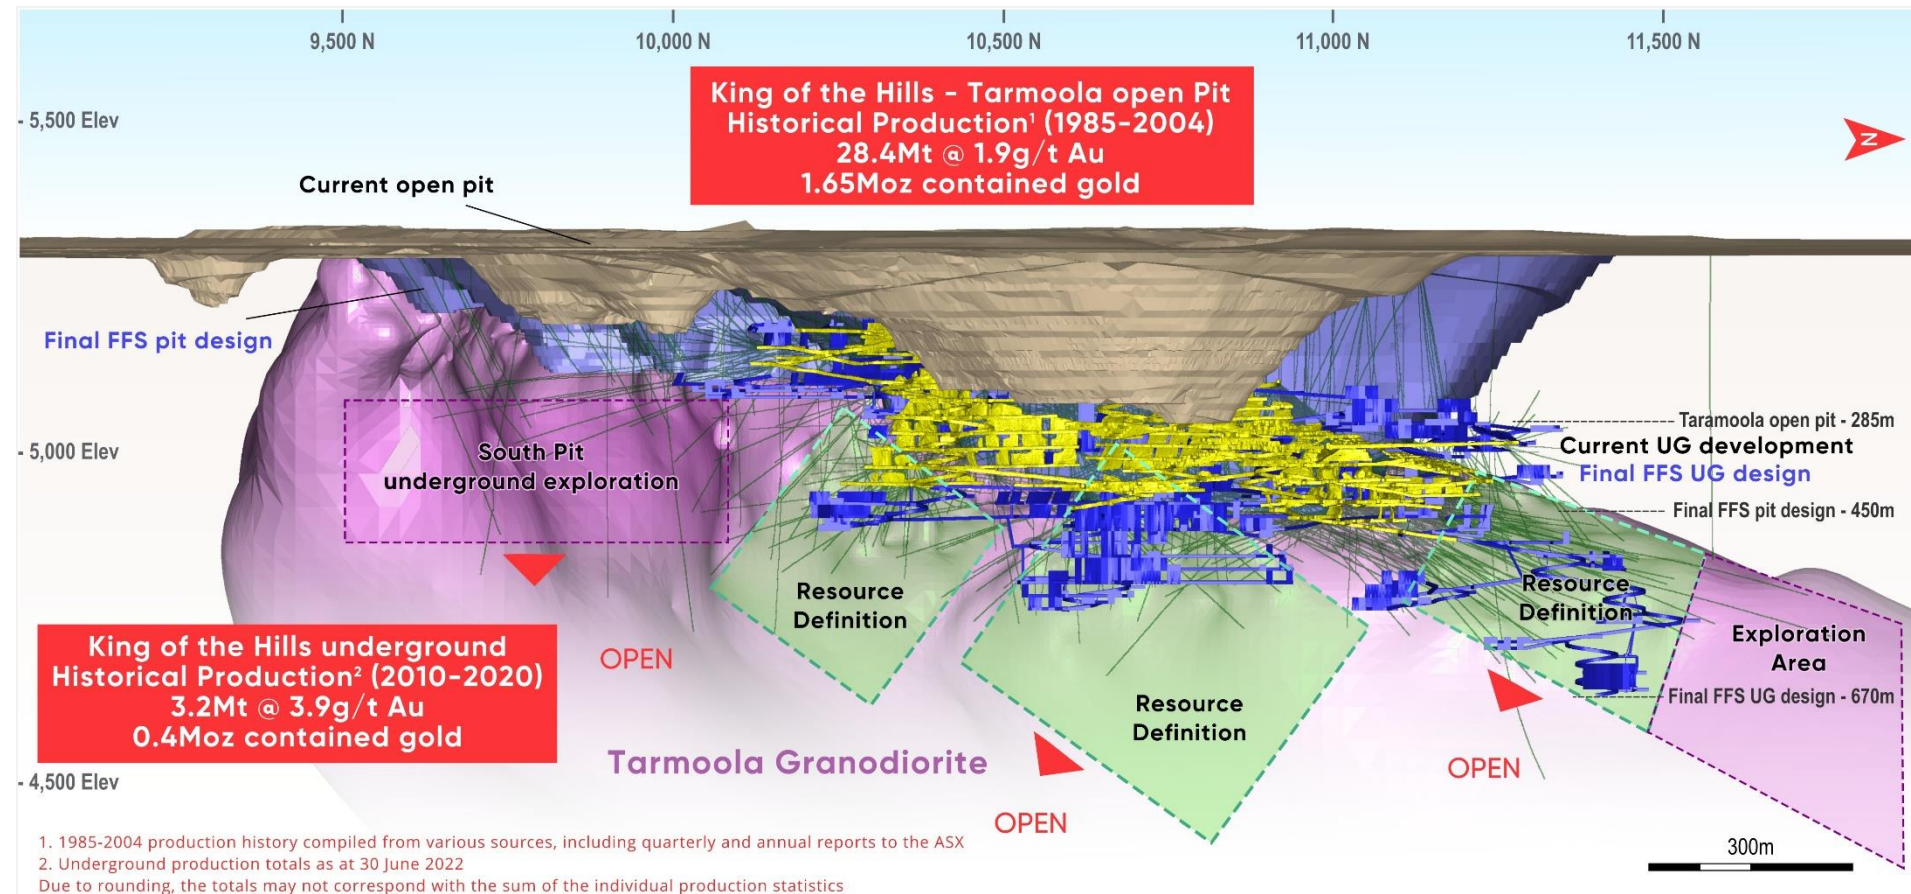 9,500 N
10,000 N
10,500 N
11,000 N
11,500 N
King of the Hills - Tarmoola open Pit
Historical Production¹ (1985-2004)
28.4Mt @ 1.9g/t Au
1.65Moz contained gold
- 5,500 Elev
N
Current open pit
Final FFS pit design
Taramoola open pit - 285m
Current UG development
Final FFS UG design
- 5,000 Elev
South Pit
underground exploration
Final FFS pit design - 450m
Resource
Definition
Resource
Definition
Exploration
Area
King of the Hills underground
Historical Production² (2010-2020)
3.2Mt @ 3.9g/t Au
0.4Moz contained gold
OPEN
Final FFS UG design - 670m
Resource
Definition
Tarmoola Granodiorite
OPEN
- 4,500 Elev
OPEN
1. 1985-2004 production history compiled from various sources, including quarterly and annual reports to the ASX
2. Underground production totals as at 30 June 2022
Due to rounding, the totals may not correspond with the sum of the individual production statistics
300m